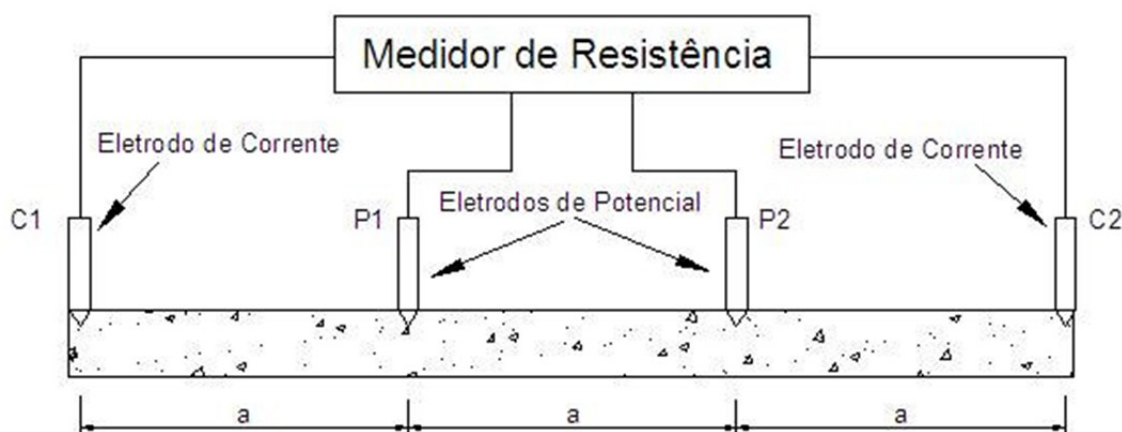 Medidor de Resistência
Eletrodo de Corrente
Eletrodo de Corrente
C1
P1
Eletrodos de Potencial
P2
C2
a
a
a